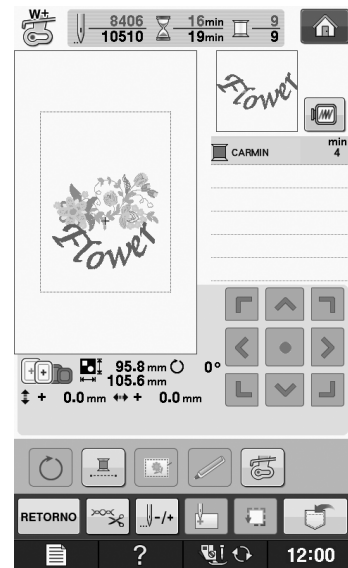 W+
8406 16min 9
10510 19min 9
Flower
CARMIN min 4
Flower
95.8 mm 0°
105.6 mm
+ 0.0 mm + 0.0 mm
RETORNO -/+
? 12:00